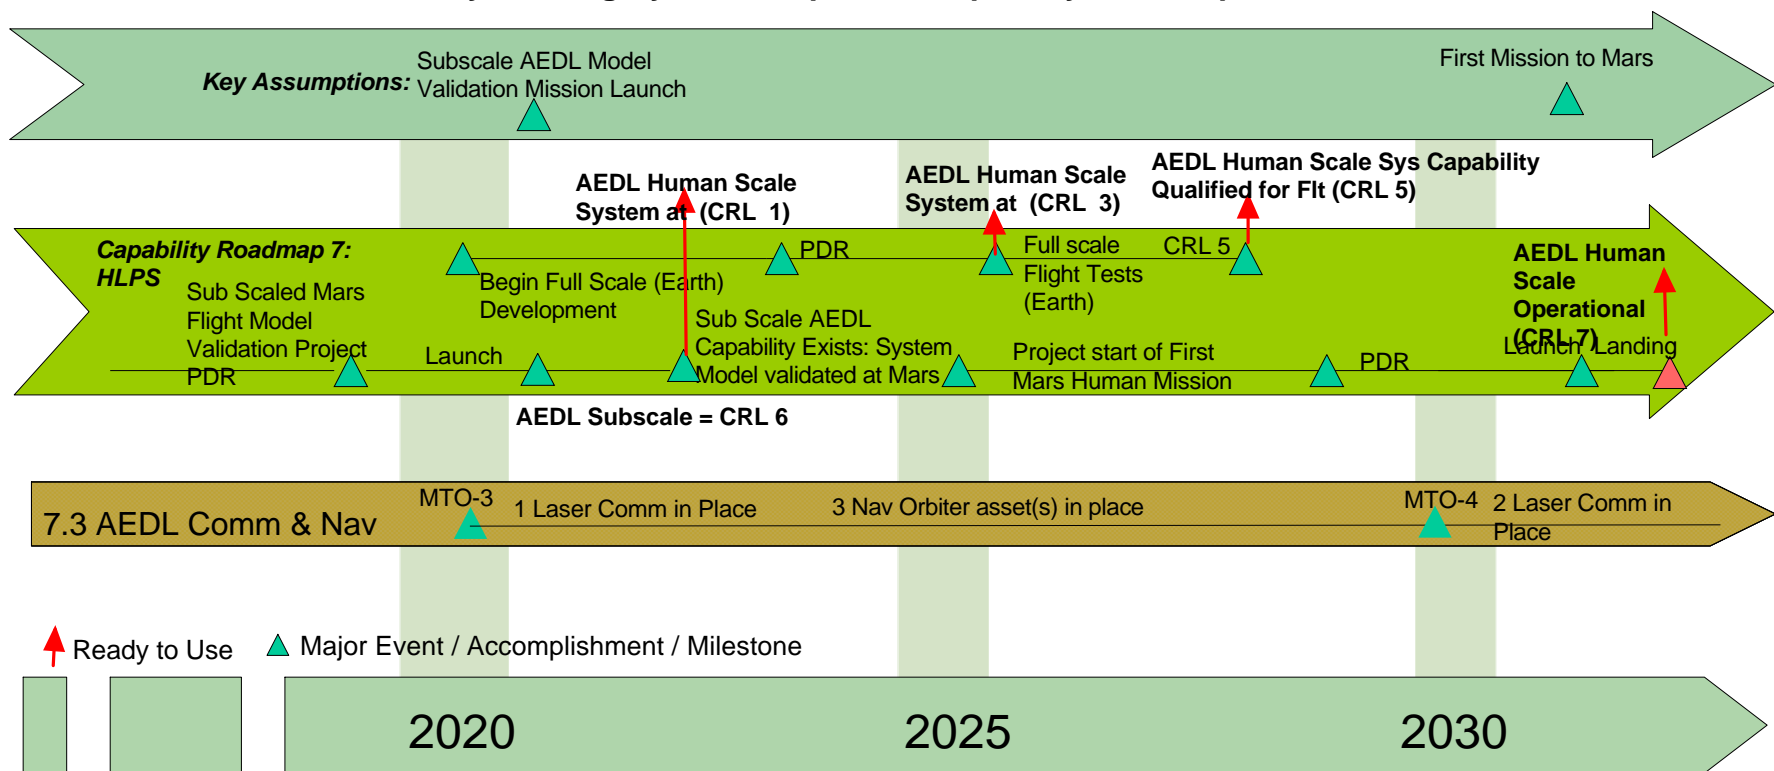 Key Assumptions:
Subscale AEDL Model
Validation Mission Launch
First Mission to Mars
AEDL Human Scale
System at (CRL 1)
AEDL Human Scale
System at (CRL 3)
AEDL Human Scale Sys Capability
Qualified for Flt (CRL 5)
Capability Roadmap 7:
HLPS
Begin Full Scale (Earth)
Development
PDR
Full scale
Flight Tests
(Earth)
CRL 5
AEDL Human
Scale
Operational
(CRL 7)
Sub Scaled Mars
Flight Model
Validation Project
PDR
Launch
Sub Scale AEDL
Capability Exists: System
Model validated at Mars
Project start of First
Mars Human Mission
PDR
Launch Landing
AEDL Subscale = CRL 6
7.3 AEDL Comm & Nav
MTO-3
1 Laser Comm in Place
3 Nav Orbiter asset(s) in place
MTO-4
2 Laser Comm in
Place
Ready to Use
Major Event / Accomplishment / Milestone
2020
2025
2030